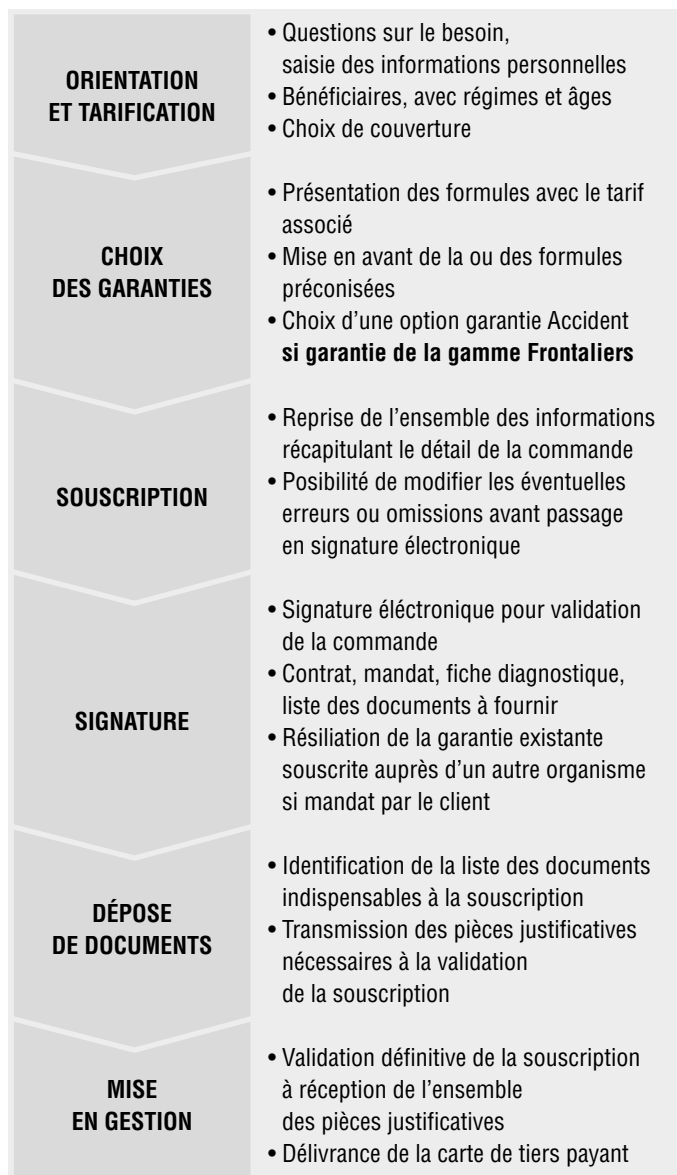 ORIENTATION
ET TARIFICATION
• Questions sur le besoin,
saisie des informations personnelles
• Bénéficiaires, avec régimes et âges
• Choix de couverture
CHOIX
DES GARANTIES
• Présentation des formules avec le tarif
associé
• Mise en avant de la ou des formules
préconisées
• Choix d’une option garantie Accident
si garantie de la gamme Frontaliers
SOUSCRIPTION
• Reprise de l’ensemble des informations
récapitulant le détail de la commande
• Posibilité de modifier les éventuelles
erreurs ou omissions avant passage
en signature électronique
SIGNATURE
• Signature éléctronique pour validation
de la commande
• Contrat, mandat, fiche diagnostique,
liste des documents à fournir
• Résiliation de la garantie existante
souscrite auprès d’un autre organisme
si mandat par le client
DÉPOSE
DE DOCUMENTS
• Identification de la liste des documents
indispensables à la souscription
• Transmission des pièces justificatives
nécessaires à la validation
de la souscription
MISE
EN GESTION
• Validation définitive de la souscription
à réception de l’ensemble
des pièces justificatives
• Délivrance de la carte de tiers payant